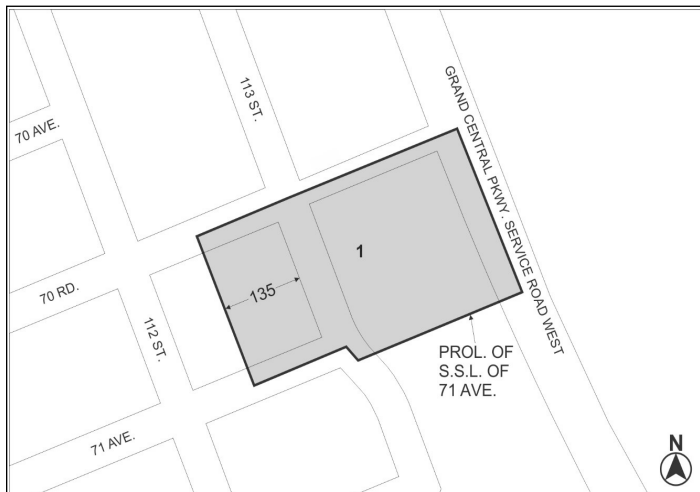 70 AVE.
113 ST.
GRAND CENTRAL PKWY. SERVICE ROAD WEST
1
135
70 RD.
112 ST.
PROL. OF
S.S.L. OF
71 AVE.
71 AVE.
N